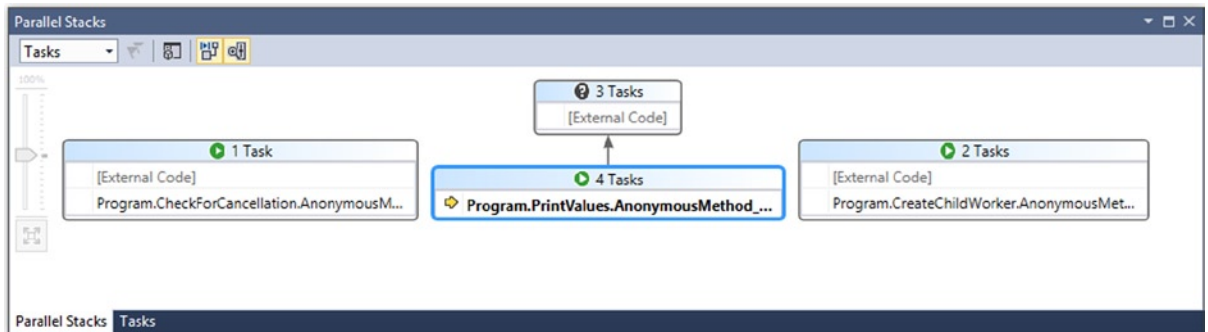 Parallel Stacks
Tasks
100%
3 Tasks
[External Code]
1 Task
[External Code]
Program.CheckForCancellation.AnonymousM...
4 Tasks
Program.PrintValues.AnonymousMethod_...
2 Tasks
[External Code]
Program.CreateChildWorker.AnonymousMet...
Parallel Stacks Tasks